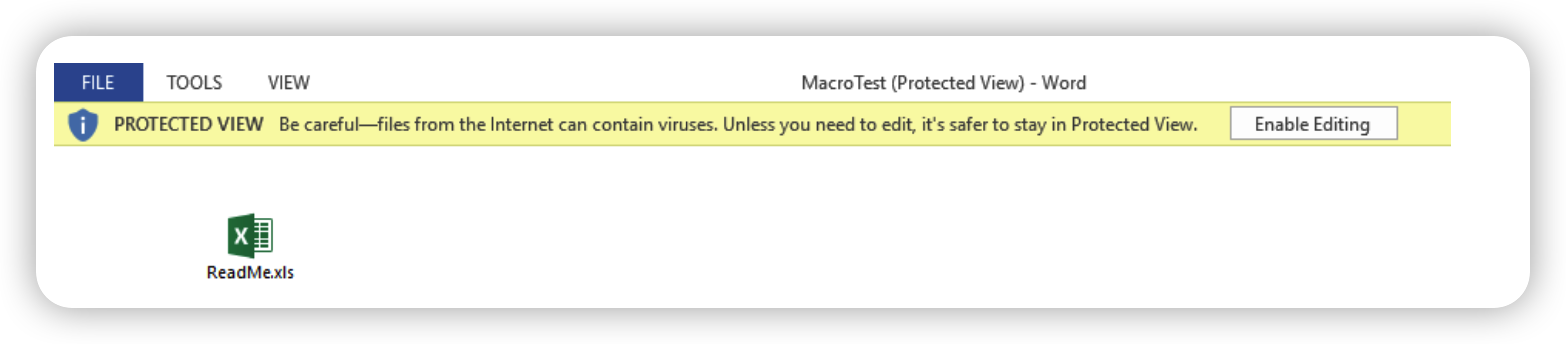 FILE TOOLS VIEW MacroTest (Protected View) - Word
PROTECTED VIEW Be careful—files from the Internet can contain viruses. Unless you need to edit, it's safer to stay in Protected View. Enable Editing
ReadMe.xls